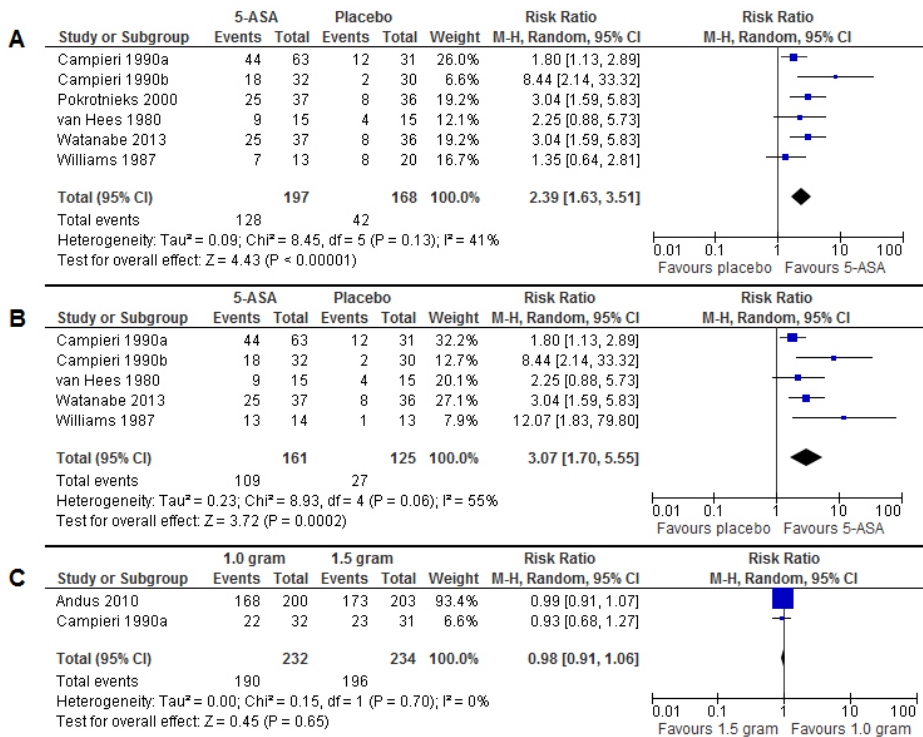 A
5-ASA Placebo Risk Ratio Risk Ratio
Study or Subgroup Events Total Events Total Weight M-H, Random, 95% CI M-H, Random, 95% CI
Campieri 1990a 44 63 12 31 26.0% 1.80 [1.13, 2.89]
Campieri 1990b 18 32 2 30 6.6% 8.44 [2.14, 33.32]
Pokrotnieks 2000 25 37 8 36 19.2% 3.04 [1.59, 5.83]
van Hees 1980 9 15 4 15 12.1% 2.25 [0.88, 5.73]
Watanabe 2013 25 37 8 36 19.2% 3.04 [1.59, 5.83]
Williams 1987 7 13 8 20 16.7% 1.35 [0.64, 2.81]
Total (95% CI) 197 168 100.0% 2.39 [1.63, 3.51]
Total events 128 42
Heterogeneity: Tau² = 0.09; Chi² = 8.45, df = 5 (P = 0.13); I² = 41%
Test for overall effect: Z = 4.43 (P < 0.00001)
0.01 0.1 1 10 100
Favours placebo Favours 5-ASA
B
5-ASA Placebo Risk Ratio Risk Ratio
Study or Subgroup Events Total Events Total Weight M-H, Random, 95% CI M-H, Random, 95% CI
Campieri 1990a 44 63 12 31 32.2% 1.80 [1.13, 2.89]
Campieri 1990b 18 32 2 30 12.7% 8.44 [2.14, 33.32]
van Hees 1980 9 15 4 15 20.1% 2.25 [0.88, 5.73]
Watanabe 2013 25 37 8 36 27.1% 3.04 [1.59, 5.83]
Williams 1987 13 14 1 13 7.9% 12.07 [1.83, 79.80]
Total (95% CI) 161 125 100.0% 3.07 [1.70, 5.55]
Total events 109 27
Heterogeneity: Tau² = 0.23; Chi² = 8.93, df = 4 (P = 0.06); I² = 55%
Test for overall effect: Z = 3.72 (P = 0.0002)
0.01 0.1 1 10 100
Favours placebo Favours 5-ASA
C
1.0 gram 1.5 gram Risk Ratio Risk Ratio
Study or Subgroup Events Total Events Total Weight M-H, Random, 95% CI M-H, Random, 95% CI
Andus 2010 168 200 173 203 93.4% 0.99 [0.91, 1.07]
Campieri 1990a 22 32 23 31 6.6% 0.93 [0.68, 1.27]
Total (95% CI) 232 234 100.0% 0.98 [0.91, 1.06]
Total events 190 196
Heterogeneity: Tau² = 0.00; Chi² = 0.15, df = 1 (P = 0.70); I² = 0%
Test for overall effect: Z = 0.45 (P = 0.65)
0.01 0.1 1 10 100
Favours 1.5 gram Favours 1.0 gram